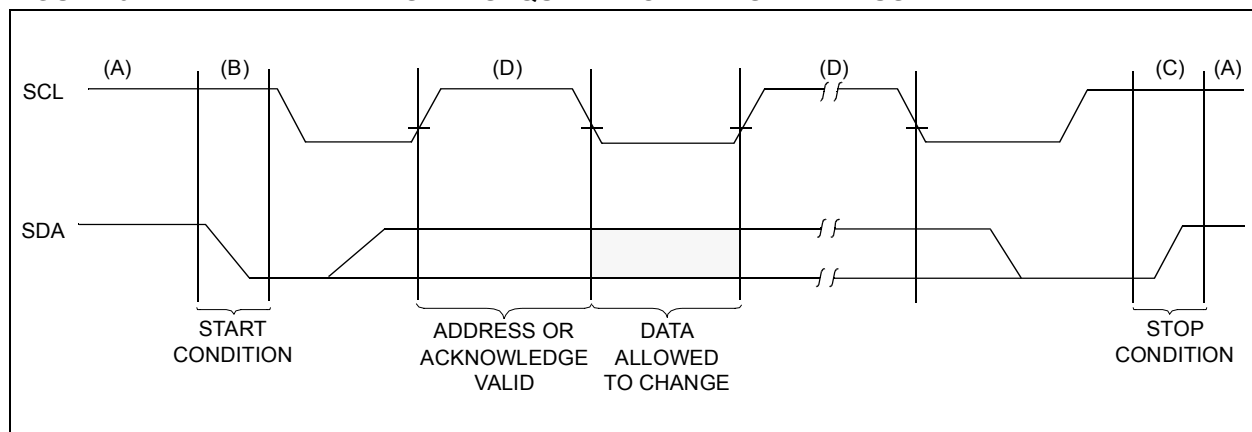 (A) (B) (D) (D) (C) (A)
SCL
SDA
START
CONDITION
ADDRESS OR
ACKNOWLEDGE
VALID
DATA
ALLOWED
TO CHANGE
STOP
CONDITION